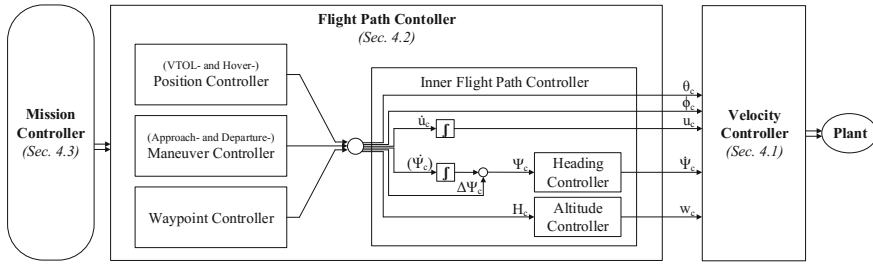 Flight Path Contoller
(Sec. 4.2)
Mission
Controller
(Sec. 4.3)
(VTOL- and Hover-)
Position Controller
(Approach- and Departure-)
Maneuver Controller
Waypoint Controller
Inner Flight Path Controller
u̇c
∫
(Ψ̇c)
∫
ΔΨc
Ψc
Heading
Controller
Hc
Altitude
Controller
θc
ϕc
uc
Ψ̇c
wc
Velocity
Controller
(Sec. 4.1)
Plant